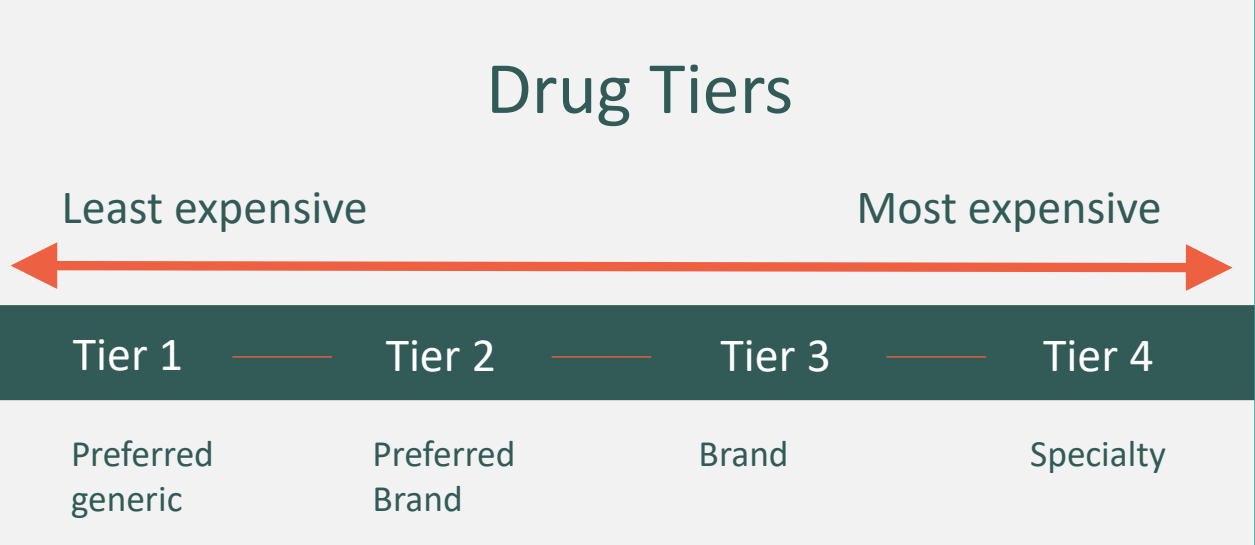 Drug Tiers
Least expensive Most expensive
Tier 1 Tier 2 Tier 3 Tier 4
Preferred generic
Preferred Brand
Brand
Specialty